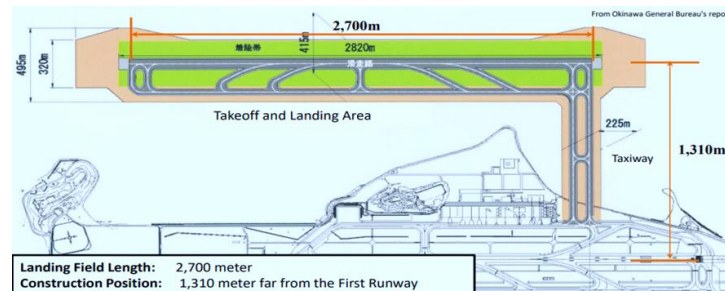 From Okinawa General Bureau's repo
2,700m
着陸帯
415m
2820m
滑走路
495m
320m
Takeoff and Landing Area
225m
1,310m
Taxiway
Landing Field Length: 2,700 meter
Construction Position: 1,310 meter far from the First Runway